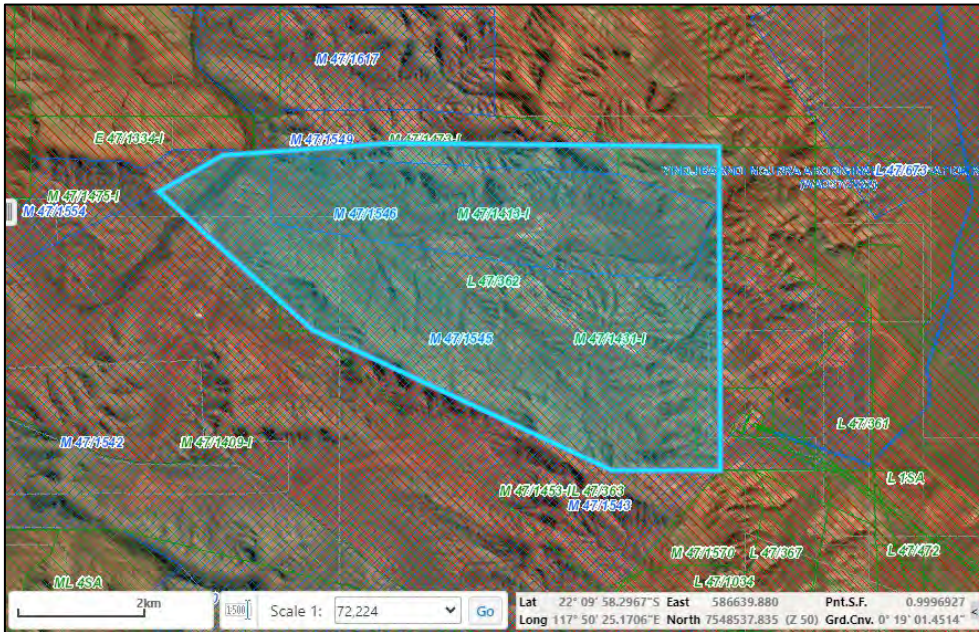 M 47/1617
E 47/1334-I
M 47/1549
M 47/1473-I
L 47/673
M 47/1475-I
M 47/1554
M 47/1546
M 47/1413-I
L 47/362
M 47/1545
M 47/1431-I
M 47/1542
M 47/1409-I
L 47/361
M 47/1453-I
L 47/363
M 47/1543
L 1SA
M 47/1570
L 47/367
L 47/472
L 47/1034
ML 4SA
2km
1:500
Scale 1:
72,224
Go
Lat 22° 09' 58.2967"S East 586639.880 Pnt.S.F. 0.9996927
Long 117° 50' 25.1706"E North 7548537.835 (Z 50) Grd.Cnv. 0° 19' 01.4514"
<